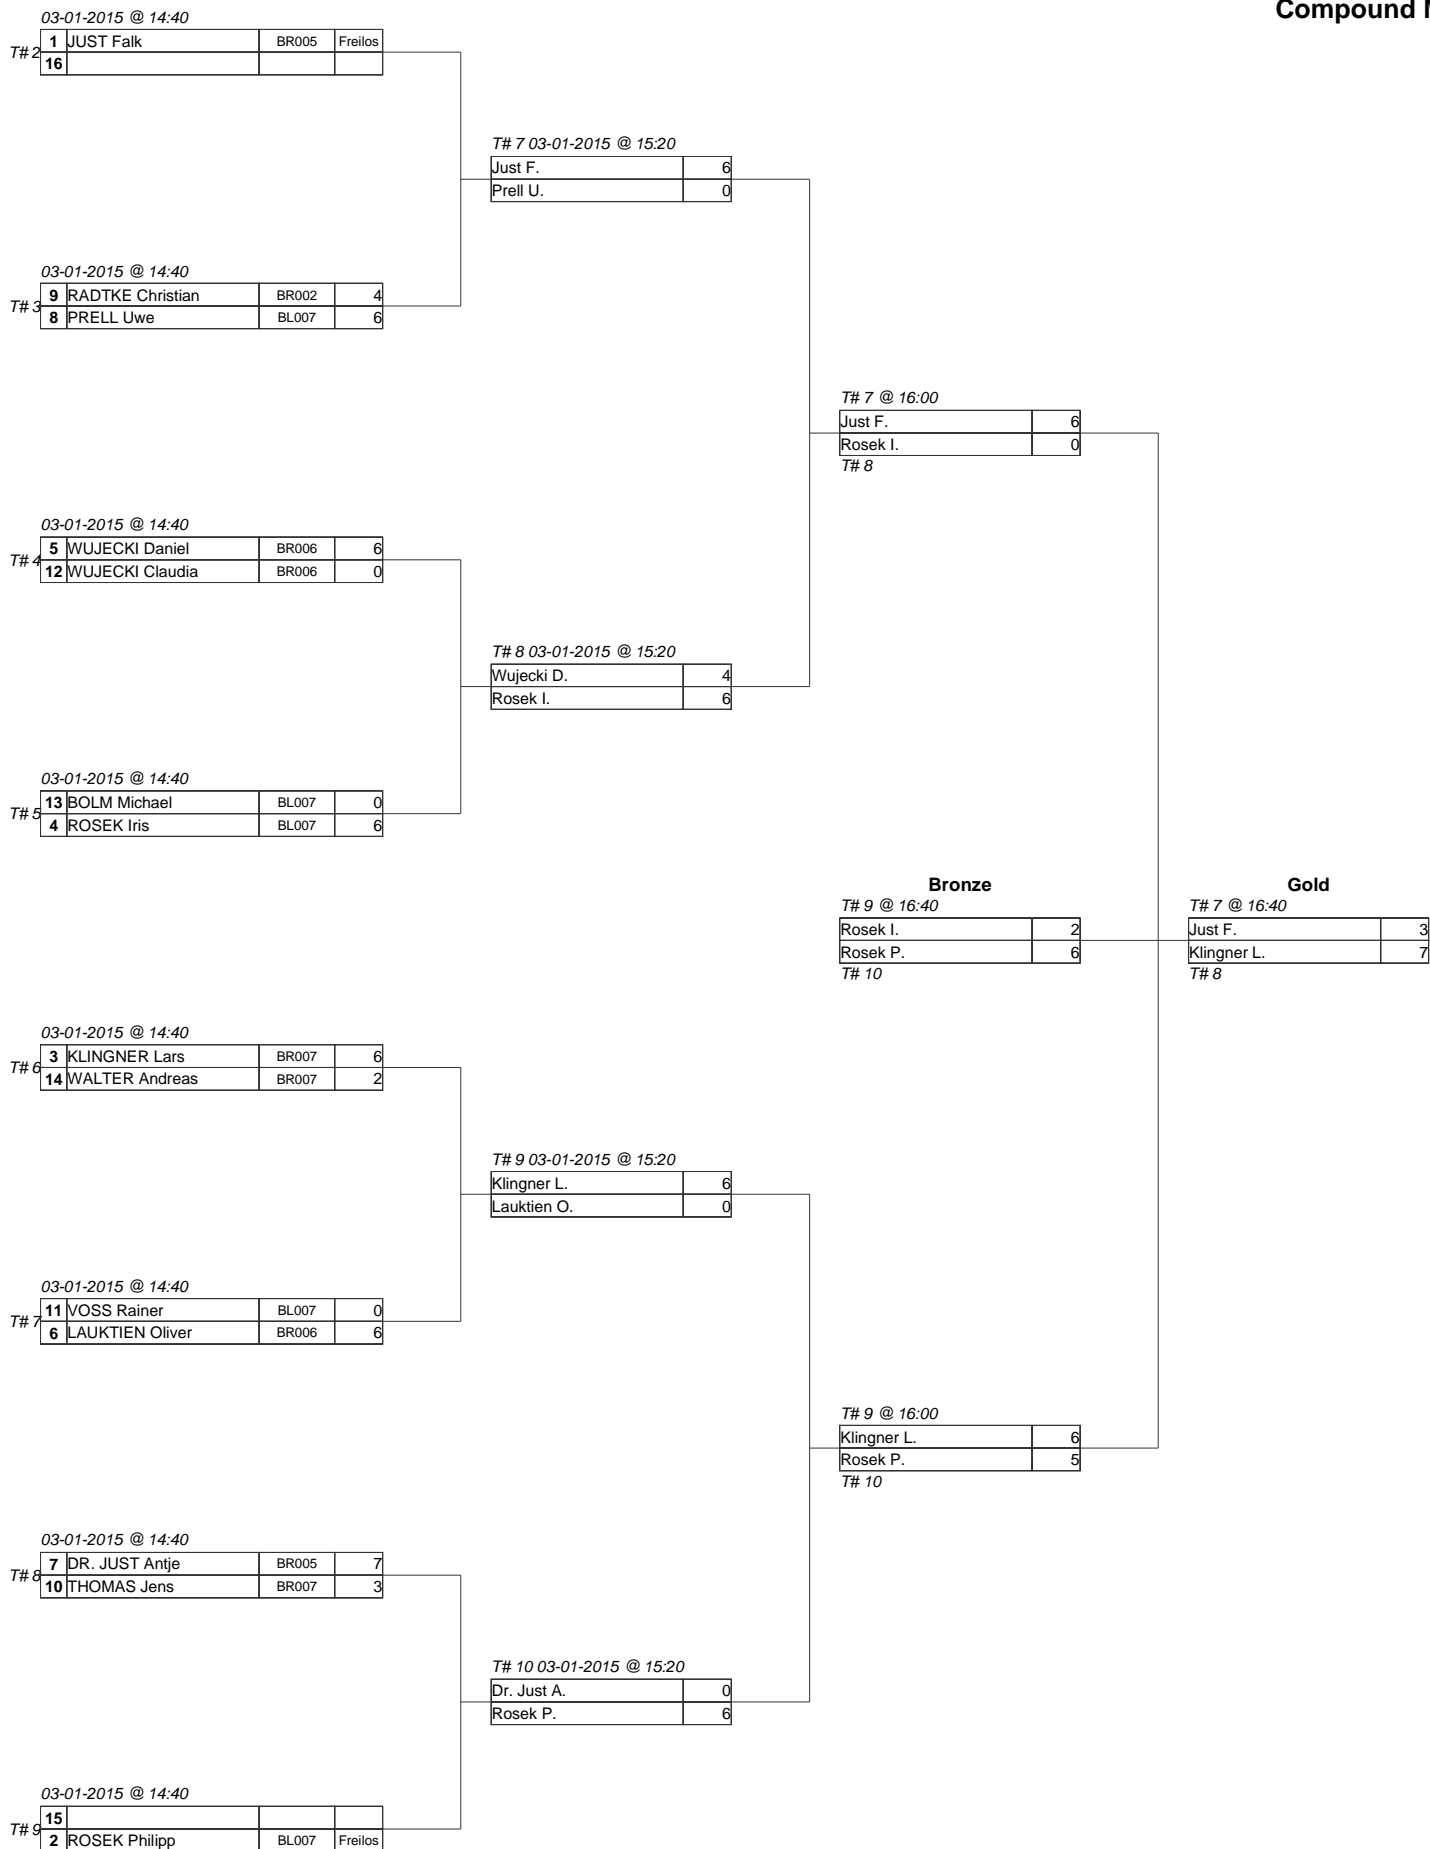 Compound
03-01-2015 @ 14:40
T# 2
1 JUST Falk BR005 Freilos
16
T# 7 03-01-2015 @ 15:20
Just F. 6
Prell U. 0
03-01-2015 @ 14:40
T# 3
9 RADTKE Christian BR002 4
8 PRELL Uwe BL007 6
T# 7 @ 16:00
Just F. 6
Rosek I. 0
T# 8
03-01-2015 @ 14:40
T# 4
5 WUJECKI Daniel BR006 6
12 WUJECKI Claudia BR006 0
T# 8 03-01-2015 @ 15:20
Wujecki D. 4
Rosek I. 6
03-01-2015 @ 14:40
T# 5
13 BOLM Michael BL007 0
4 ROSEK Iris BL007 6
Bronze Gold
T# 9 @ 16:40 T# 7 @ 16:40
Rosek I. 2 Just F. 3
Rosek P. 6 Klingner L. 7
T# 10 T# 8
03-01-2015 @ 14:40
T# 6
3 KLINGNER Lars BR007 6
14 WALTER Andreas BR007 2
T# 9 03-01-2015 @ 15:20
Klingner L. 6
Lauktien O. 0
03-01-2015 @ 14:40
T# 7
11 VOSS Rainer BL007 0
6 LAUKTIEN Oliver BR006 6
T# 9 @ 16:00
Klingner L. 6
Rosek P. 5
T# 10
03-01-2015 @ 14:40
T# 8
7 DR. JUST Antje BR005 7
10 THOMAS Jens BR007 3
T# 10 03-01-2015 @ 15:20
Dr. Just A. 0
Rosek P. 6
03-01-2015 @ 14:40
T# 9
15
2 ROSEK Philipp BL007 Freilos